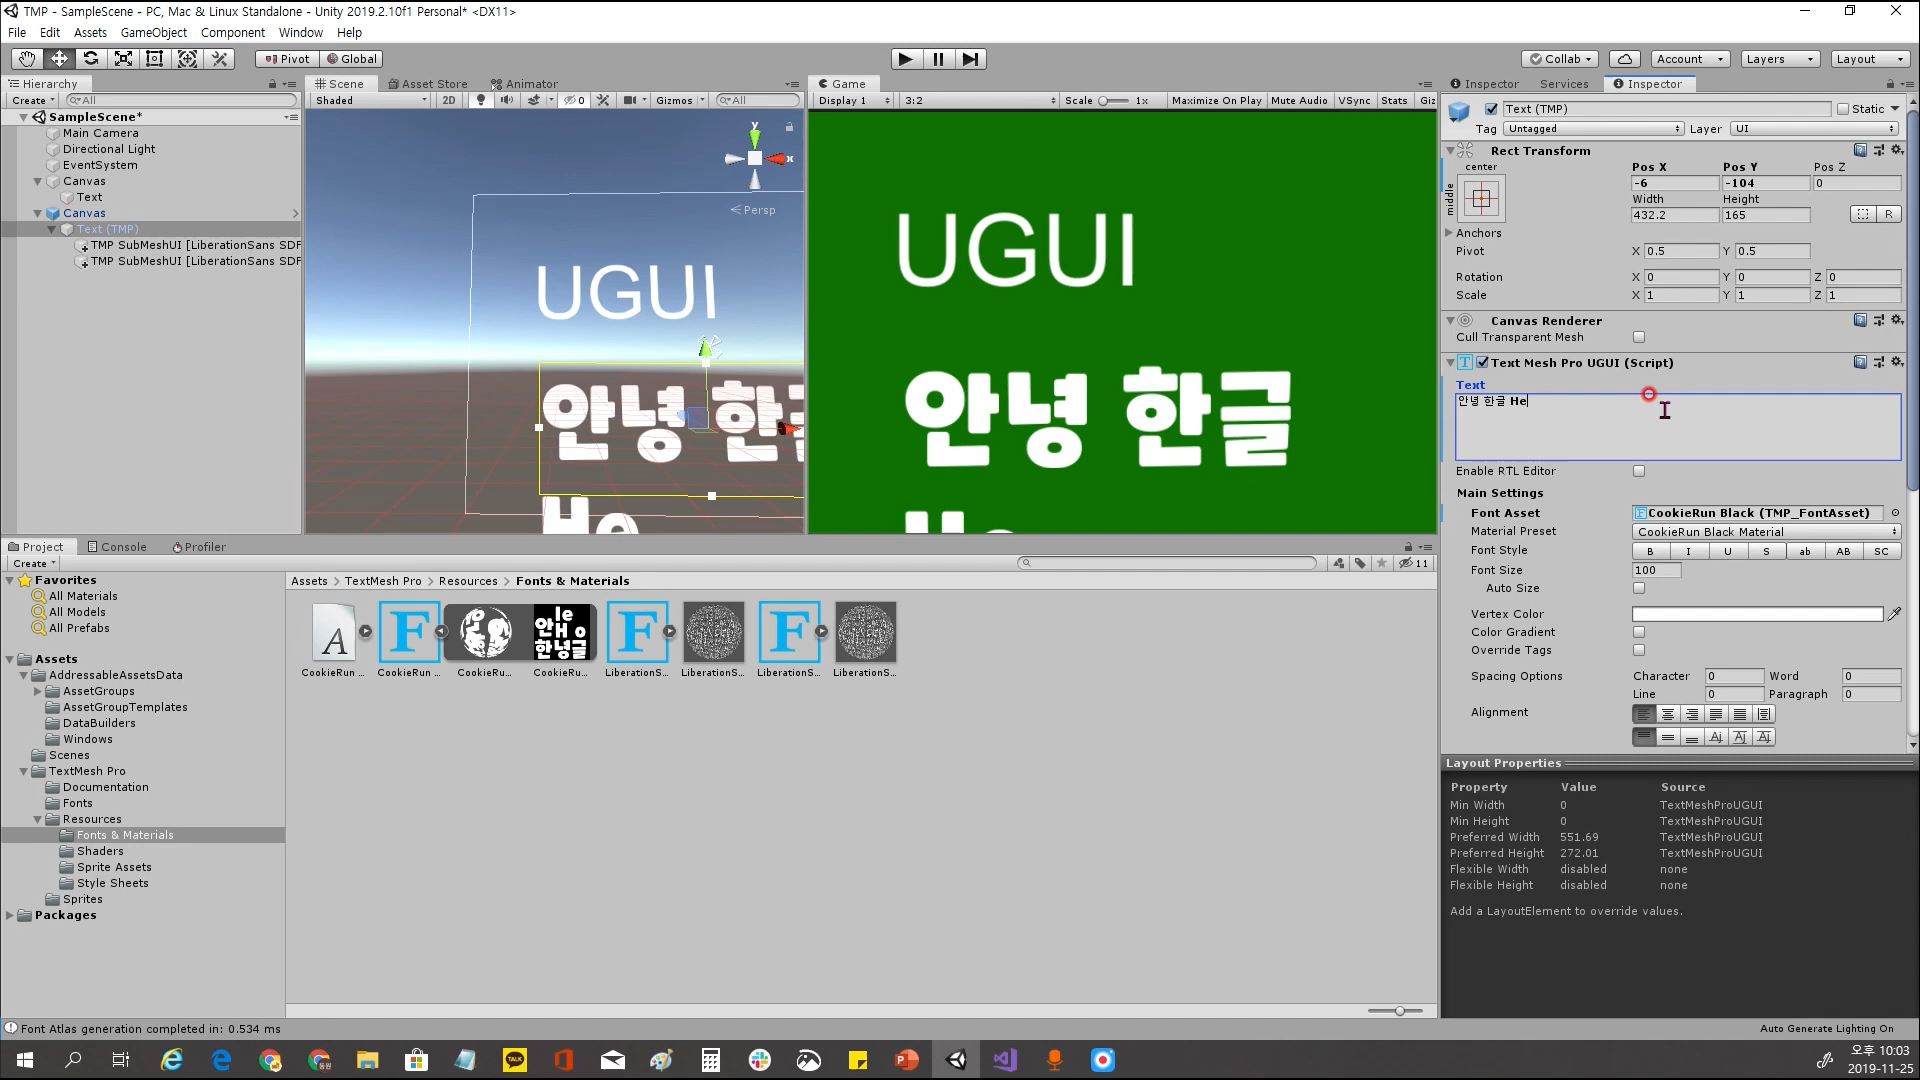 TMP - SampleScene - PC, Mac & Linux Standalone - Unity 2019.2.10f1 Personal* <DX11>
File Edit Assets GameObject Component Window Help
Pivot Global Collab Account Layers Layout
Hierarchy
Create All
SampleScene*
Main Camera
Directional Light
EventSystem
Canvas
Text
Canvas
Text (TMP)
TMP SubMeshUI [LiberationSans SDF
TMP SubMeshUI [LiberationSans SDF
Scene Asset Store Animator
Shaded 2D 0 Gizmos All
y
x
Persp
UGUI
안녕 한
He
Game
Display 1 3:2 Scale 1x Maximize On Play Mute Audio VSync Stats Giz
UGUI
안녕 한글
He
Inspector Services Inspector
Text (TMP) Static
Tag Untagged Layer UI
Rect Transform
center
middle
Pos X Pos Y Pos Z
-6 -104 0
Width Height
432.2 165 R
Anchors
Pivot X 0.5 Y 0.5
Rotation X 0 Y 0 Z 0
Scale X 1 Y 1 Z 1
Canvas Renderer
Cull Transparent Mesh
Text Mesh Pro UGUI (Script)
Text
안녕 한글 He
Enable RTL Editor
Main Settings
Font Asset CookieRun Black (TMP_FontAsset)
Material Preset CookieRun Black Material
Font Style B I U S ab AB SC
Font Size 100
Auto Size
Vertex Color
Color Gradient
Override Tags
Spacing Options Character 0 Word 0
Line 0 Paragraph 0
Alignment
Layout Properties
Property Value Source
Min Width 0 TextMeshProUGUI
Min Height 0 TextMeshProUGUI
Preferred Width 551.69 TextMeshProUGUI
Preferred Height 272.01 TextMeshProUGUI
Flexible Width disabled none
Flexible Height disabled none
Add a LayoutElement to override values.
Project Console Profiler
Create 11
Favorites
All Materials
All Models
All Prefabs
Assets
AddressableAssetsData
AssetGroups
AssetGroupTemplates
DataBuilders
Windows
Scenes
TextMesh Pro
Documentation
Fonts
Resources
Fonts & Materials
Shaders
Sprite Assets
Style Sheets
Sprites
Packages
Assets > TextMesh Pro > Resources > Fonts & Materials
CookieRun ... CookieRun ... CookieRu... CookieRu... LiberationS... LiberationS... LiberationS... LiberationS...
Font Atlas generation completed in: 0.534 ms
Auto Generate Lighting On
TALK
오후 10:03
2019-11-25